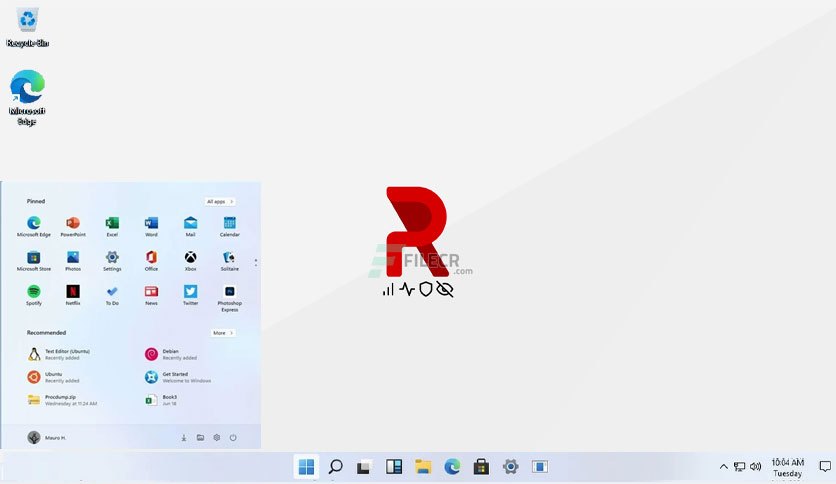 Recycle Bin
Microsoft
Edge
Pinned
All apps >
Microsoft Edge
PowerPoint
Excel
Word
Mail
Calendar
Microsoft Store
Photos
Settings
Office
Xbox
Solitaire
Spotify
Netflix
To Do
News
Twitter
Photoshop
Express
Recommended
More >
Text Editor (Ubuntu)
Recently added
Debian
Recently added
Ubuntu
Recently added
Get Started
Welcome to Windows
Procdump.zip
Wednesday at 11:24 AM
Book3
Jun 16
Mauro H.
FILECR
.com
10:04 AM
Tuesday